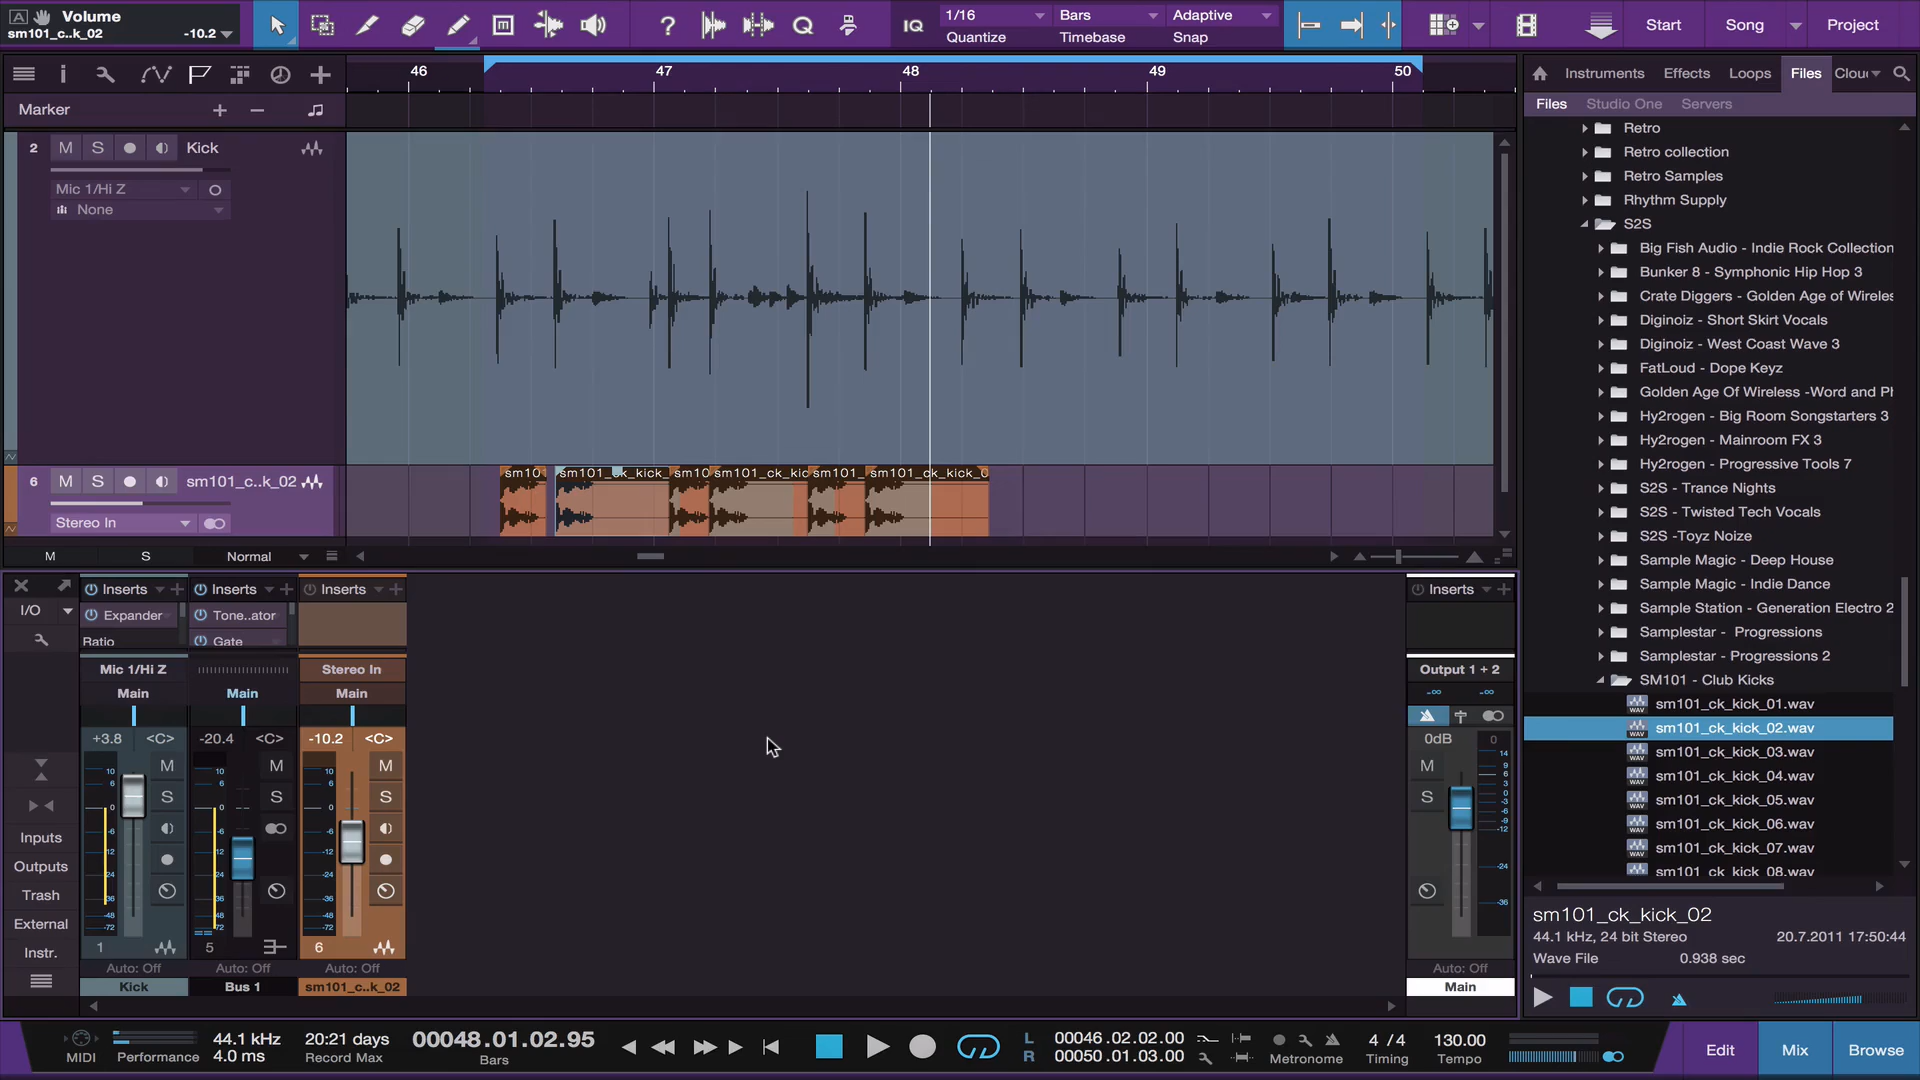 Volume
sm101_c..k_02 -10.2
IQ
1/16
Quantize
Bars
Timebase
Adaptive
Snap
Start
Song
Project
46 47 48 49 50
Instruments Effects Loops Files Clou
Marker
Files Studio One Servers
2 M S Kick
Mic 1/Hi Z
None
Retro
Retro collection
Retro Samples
Rhythm Supply
S2S
Big Fish Audio - Indie Rock Collection
Bunker 8 - Symphonic Hip Hop 3
Crate Diggers - Golden Age of Wireles
Diginoiz - Short Skirt Vocals
Diginoiz - West Coast Wave 3
FatLoud - Dope Keyz
Golden Age Of Wireless -Word and Ph
Hy2rogen - Big Room Songstarters 3
Hy2rogen - Mainroom FX 3
Hy2rogen - Progressive Tools 7
S2S - Trance Nights
S2S - Twisted Tech Vocals
S2S -Toyz Noize
Sample Magic - Deep House
Sample Magic - Indie Dance
Sample Station - Generation Electro 2
Samplestar - Progressions
Samplestar - Progressions 2
SM101 - Club Kicks
sm101_ck_kick_01.wav
sm101_ck_kick_02.wav
sm101_ck_kick_03.wav
sm101_ck_kick_04.wav
sm101_ck_kick_05.wav
sm101_ck_kick_06.wav
sm101_ck_kick_07.wav
sm101_ck_kick_08.wav
6 M S sm101_c..k_02
Stereo In
M S Normal
I/O
Inserts Inserts Inserts Inserts
Expander Tone..ator
Ratio Gate
Mic 1/Hi Z Stereo In Output 1 + 2
Main Main Main
+3.8 <C> -20.4 <C> -10.2 <C> 0dB
M M M M
S S S S
Inputs
Outputs
Trash
External
Instr.
1 5 6
Auto: Off Auto: Off Auto: Off Auto: Off
Kick Bus 1 sm101_c..k_02 Main
sm101_ck_kick_02
44.1 kHz, 24 bit Stereo 20.7.2011 17:50:44
Wave File 0.938 sec
MIDI
Performance
44.1 kHz
4.0 ms
20:21 days
Record Max
00048.01.02.95
Bars
L 00046.02.02.00
R 00050.01.03.00
Metronome
4 / 4
Timing
130.00
Tempo
Edit
Mix
Browse